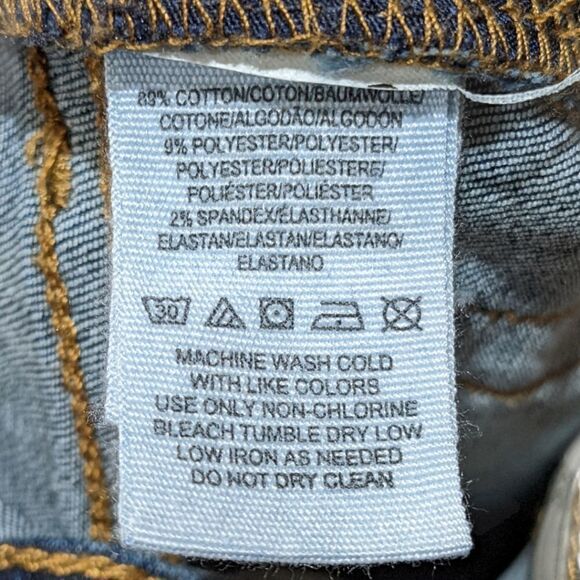 89% COTTON/COTON/BAUMWOLLE/
COTONE/ALGODÃO/ALGODÓN
9% POLYESTER/POLYESTER/
POLYESTER/POLIESTERE/
POLIÉSTER/POLIÉSTER
2% SPANDEX/ÉLASTHANNE/
ELASTAN/ELASTAN/ELASTANO/
ELASTANO
30
MACHINE WASH COLD
WITH LIKE COLORS
USE ONLY NON-CHLORINE
BLEACH TUMBLE DRY LOW
LOW IRON AS NEEDED
DO NOT DRY CLEAN